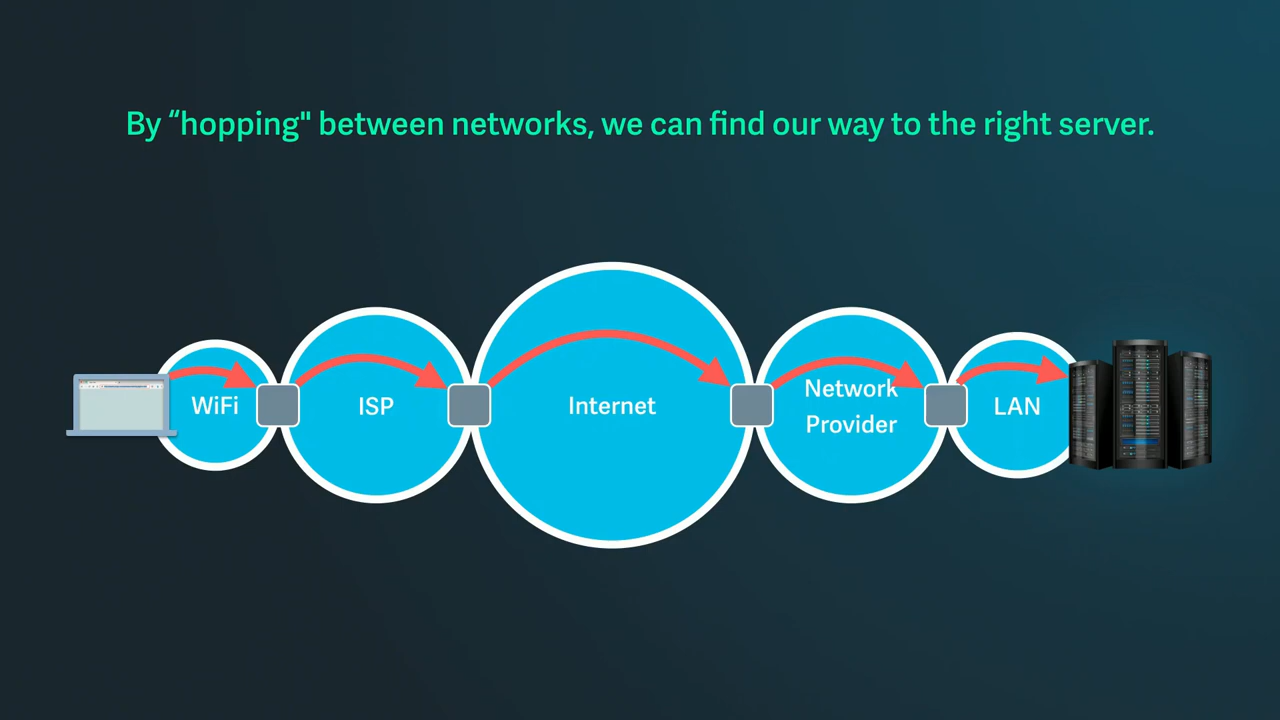 By “hopping" between networks, we can find our way to the right server.
WiFi
ISP
Internet
Network
Provider
LAN